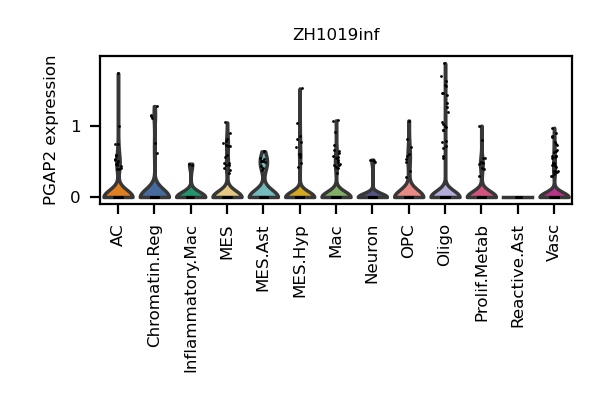 ZH1019inf
PGAP2 expression
1
0
AC
Chromatin.Reg
Inflammatory.Mac
MES
MES.Ast
MES.Hyp
Mac
Neuron
OPC
Oligo
Prolif.Metab
Reactive.Ast
Vasc